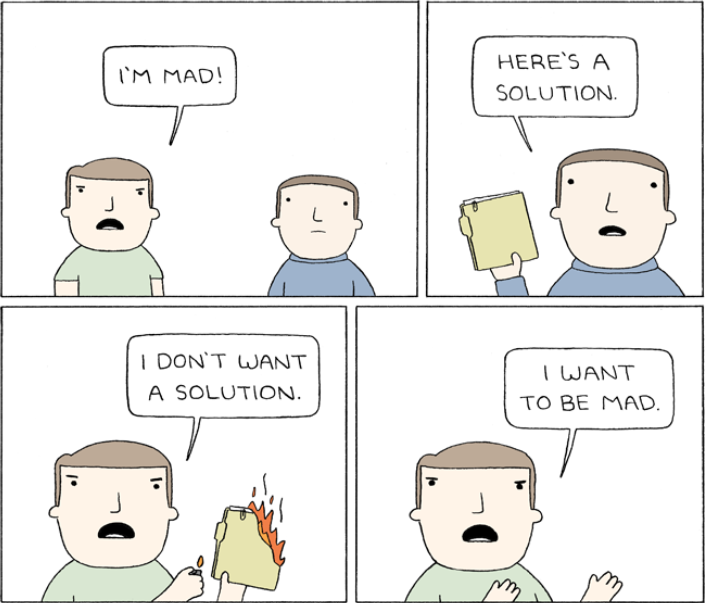 I'M MAD!
HERE'S A
SOLUTION.
I DON'T WANT
A SOLUTION.
I WANT
TO BE MAD.